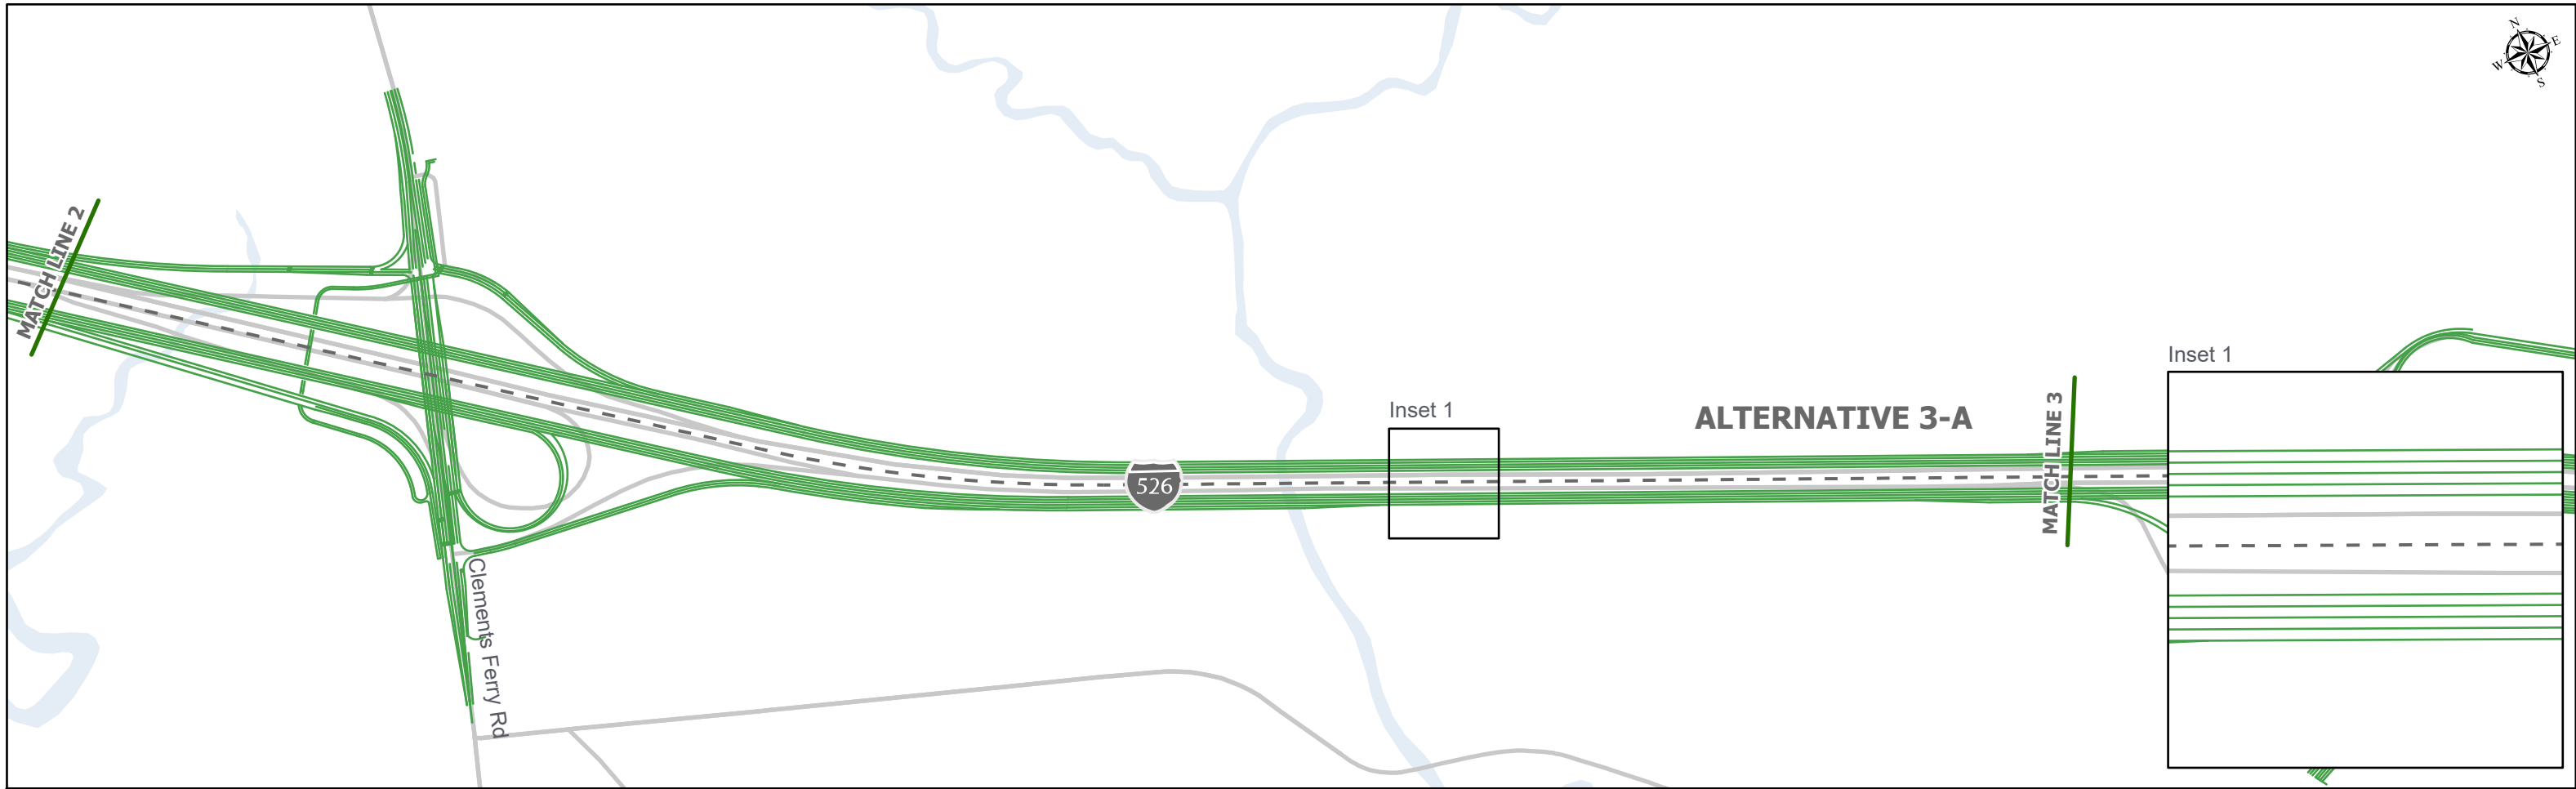 N
E
W
S
MATCH LINE 2
Inset 1
Inset 1
ALTERNATIVE 3-A
MATCH LINE 3
526
Clements Ferry Rd